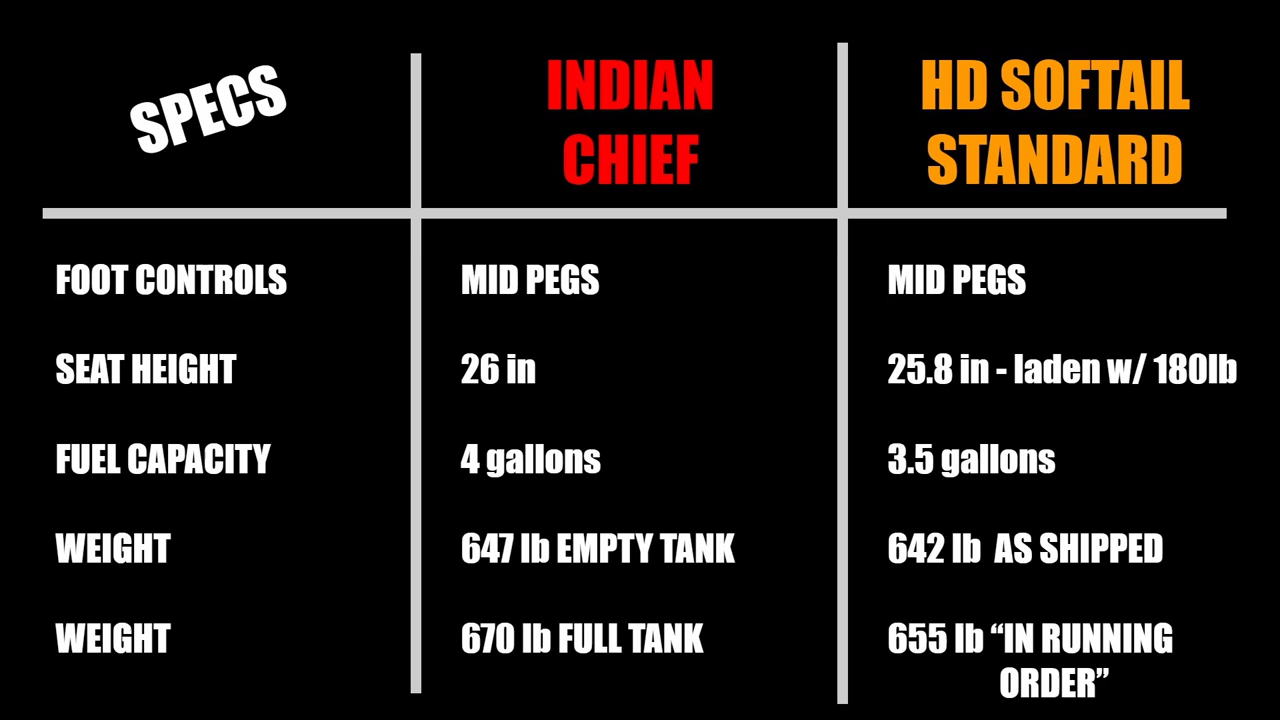 SPECS
INDIAN
CHIEF
HD SOFTAIL
STANDARD
FOOT CONTROLS
MID PEGS
MID PEGS
SEAT HEIGHT
26 in
25.8 in - laden w/ 180lb
FUEL CAPACITY
4 gallons
3.5 gallons
WEIGHT
647 lb EMPTY TANK
642 lb AS SHIPPED
WEIGHT
670 lb FULL TANK
655 lb “IN RUNNING
ORDER”